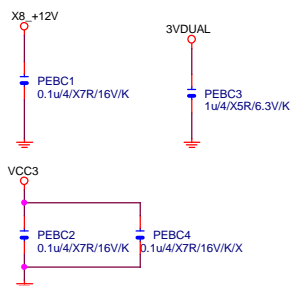 X8_+12V
3VDUAL
PEBC1
0.1u/4/X7R/16V/K
PEBC3
1u/4/X5R/6.3V/K
VCC3
PEBC2
0.1u/4/X7R/16V/K
PEBC4
0.1u/4/X7R/16V/K/X